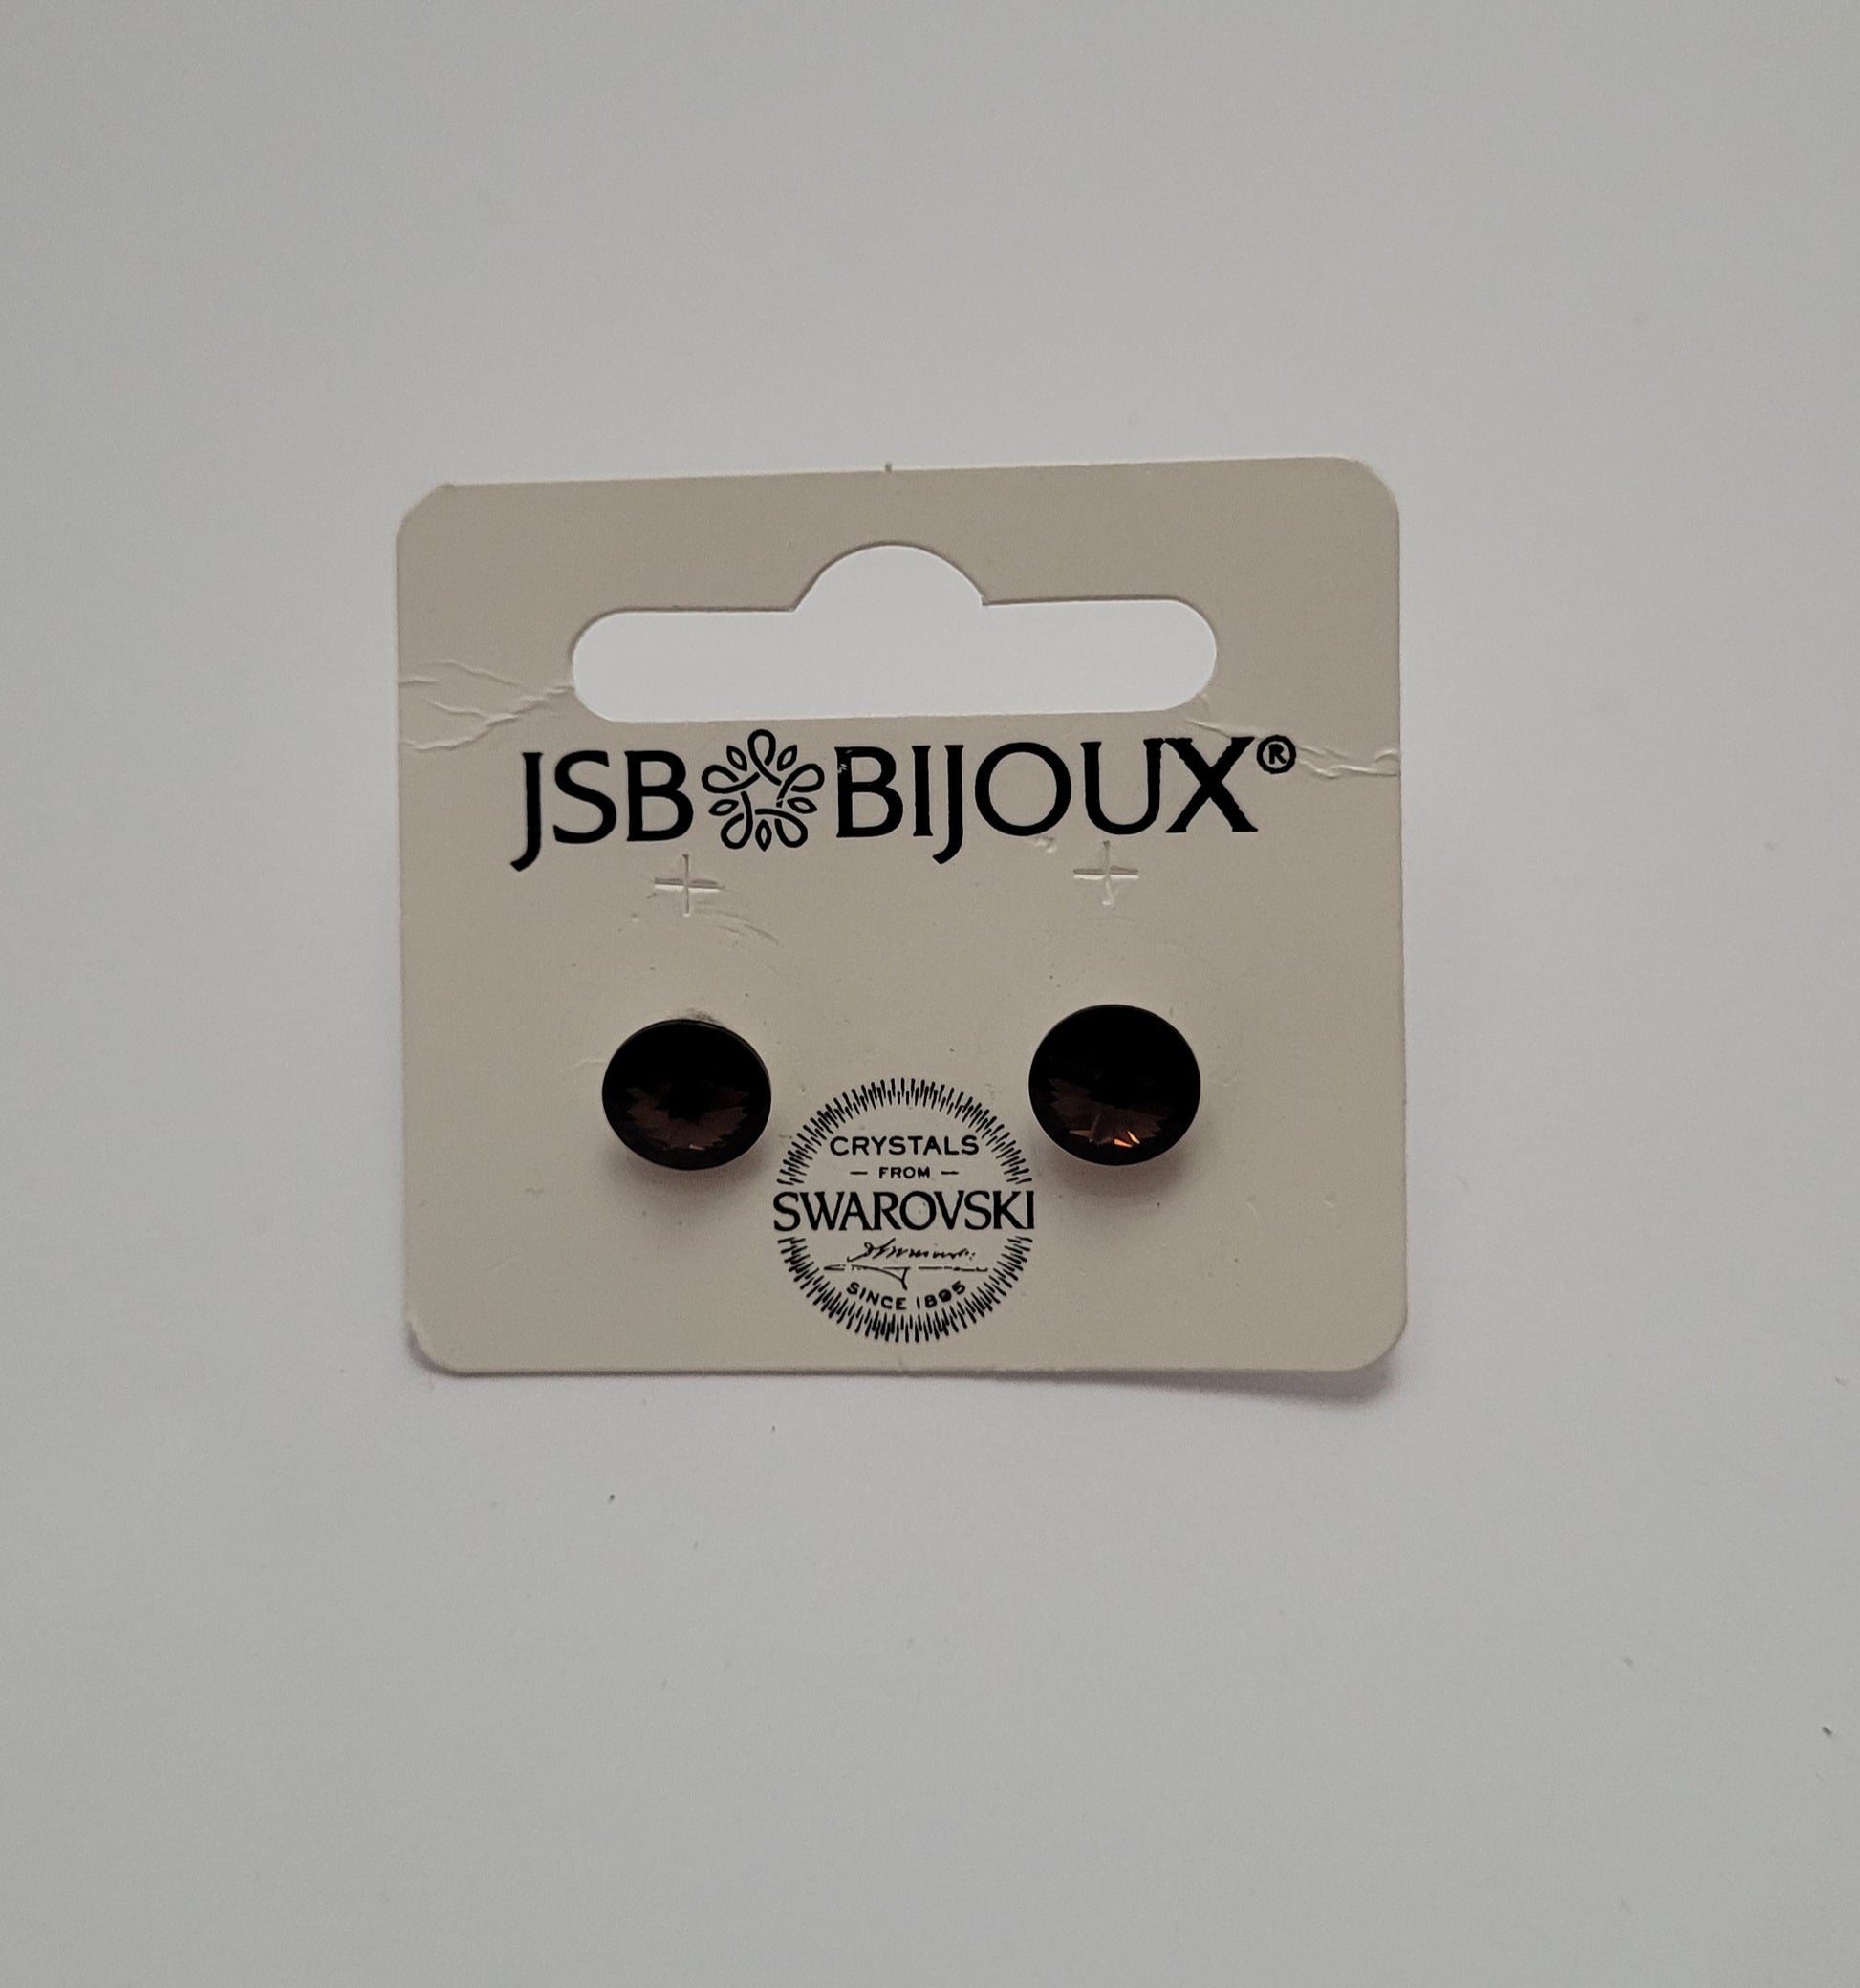 JSB BIJOUX®
CRYSTALS
– FROM –
SWAROVSKI
SINCE 1895